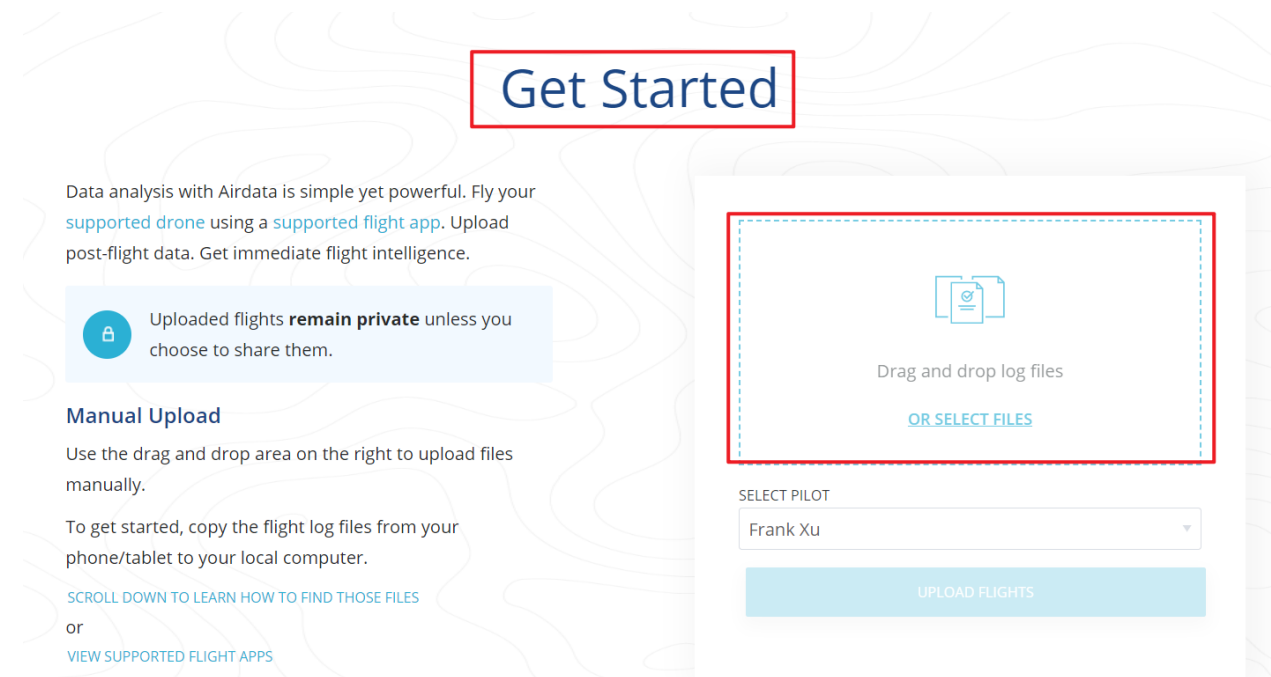 Get Started
Data analysis with Airdata is simple yet powerful. Fly your
supported drone using a supported flight app. Upload
post-flight data. Get immediate flight intelligence.
Uploaded flights remain private unless you
choose to share them.
Manual Upload
Use the drag and drop area on the right to upload files
manually.
To get started, copy the flight log files from your
phone/tablet to your local computer.
SCROLL DOWN TO LEARN HOW TO FIND THOSE FILES
or
VIEW SUPPORTED FLIGHT APPS
Drag and drop log files
OR SELECT FILES
SELECT PILOT
Frank Xu
UPLOAD FLIGHTS